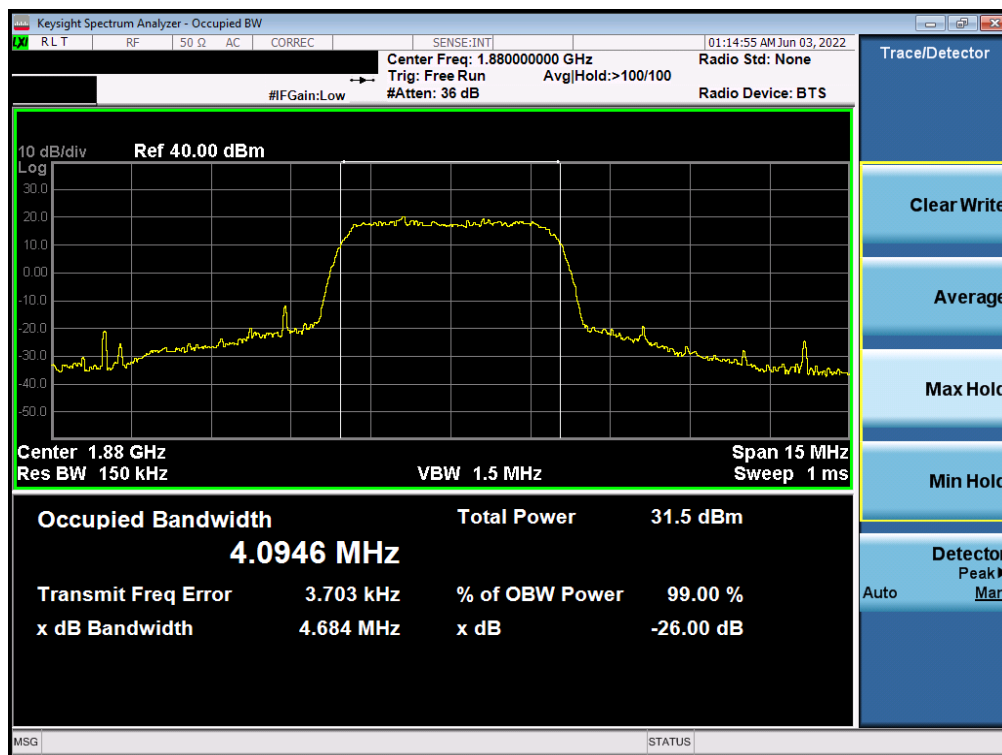 Keysight Spectrum Analyzer - Occupied BW
LXI RLT RF 50 Ω AC CORREC SENSE:INT 01:14:55 AM Jun 03, 2022
Center Freq: 1.880000000 GHz Radio Std: None
Trig: Free Run Avg|Hold:>100/100
#IFGain:Low #Atten: 36 dB Radio Device: BTS
Trace/Detector
10 dB/div Ref 40.00 dBm
Log
30.0
20.0
10.0
0.00
-10.0
-20.0
-30.0
-40.0
-50.0
Center 1.88 GHz Span 15 MHz
Res BW 150 kHz VBW 1.5 MHz Sweep 1 ms
Occupied Bandwidth Total Power 31.5 dBm
4.0946 MHz
Transmit Freq Error 3.703 kHz % of OBW Power 99.00 %
x dB Bandwidth 4.684 MHz x dB -26.00 dB
Clear Write
Average
Max Hold
Min Hold
Detector
Peak▶
Auto Man
MSG STATUS